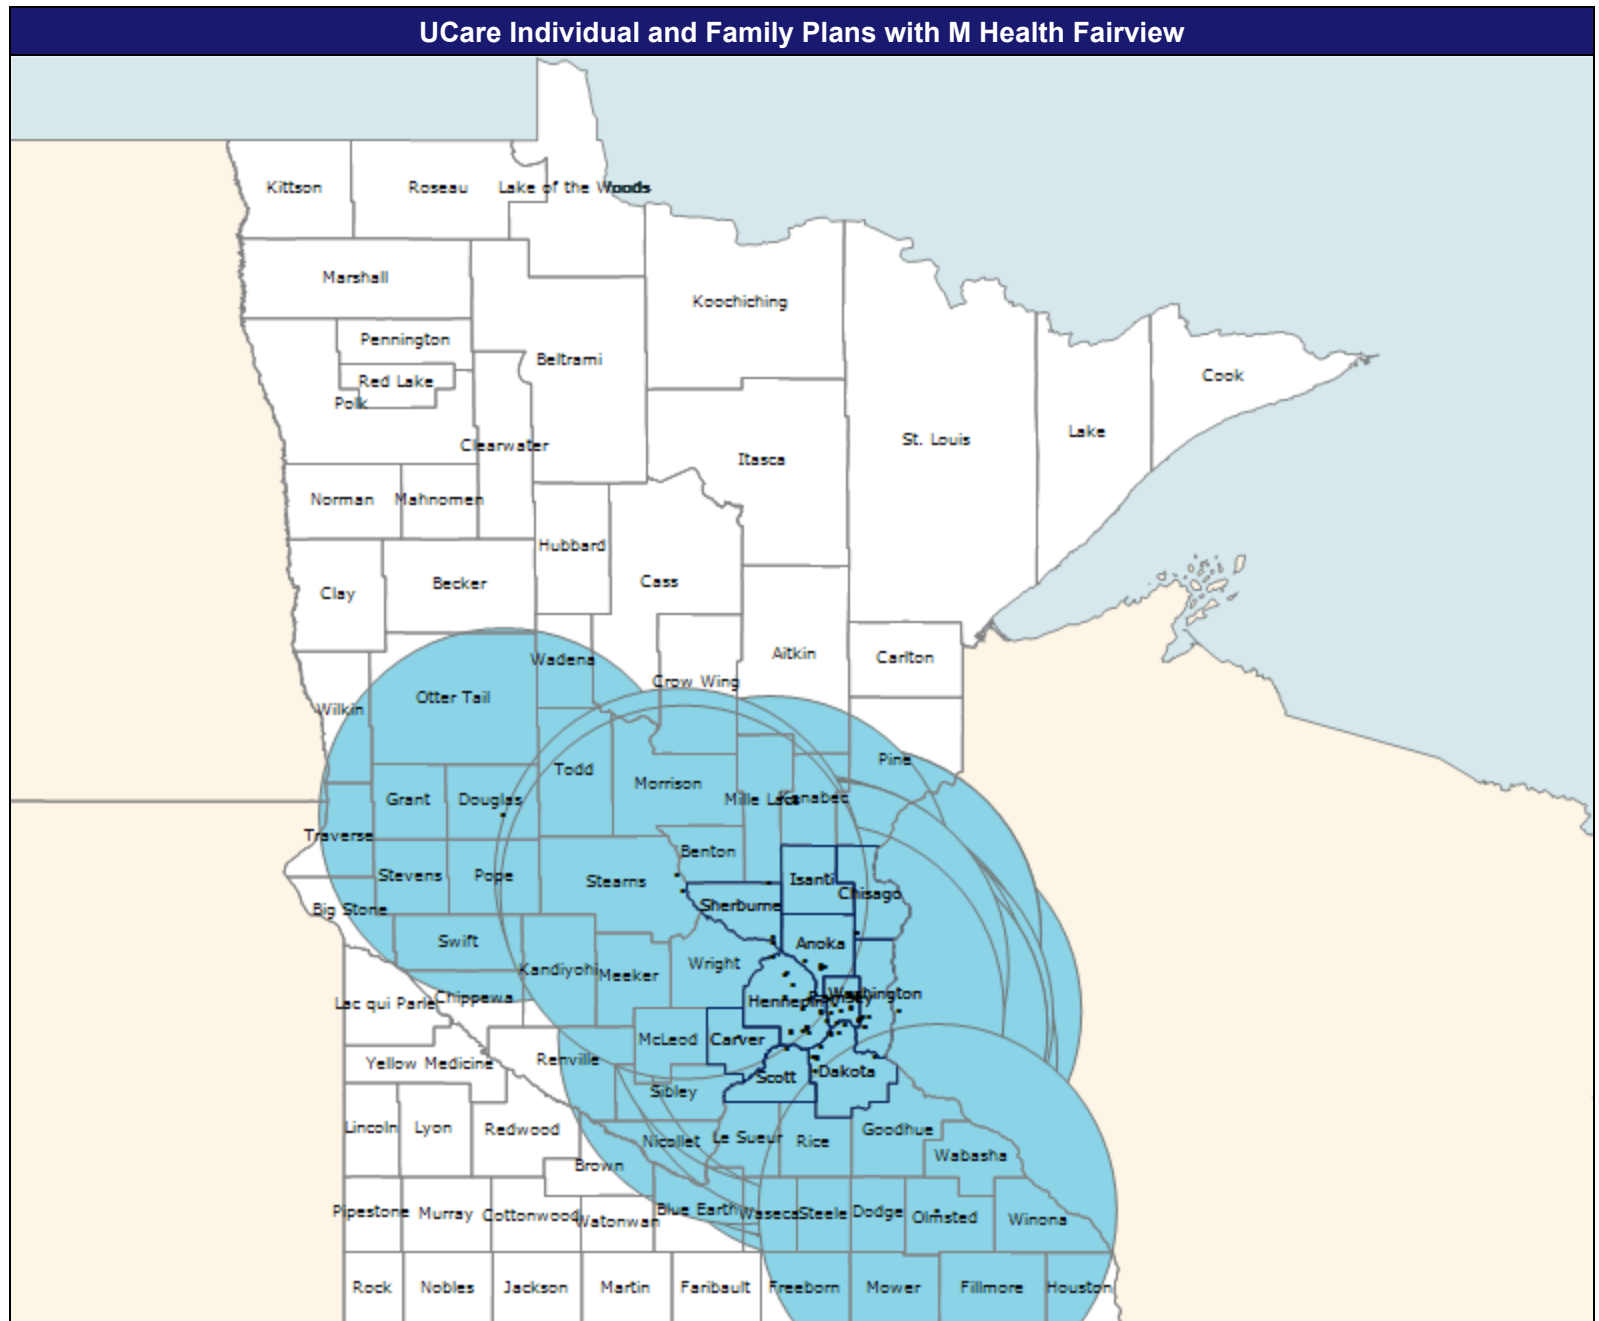 UCare Individual and Family Plans with M Health Fairview
Kittson
Roseau
Lake of the Woods
Marshall
Koochiching
Pennington
Beltrami
Red Lake
Cook
Polk
Lake
St. Louis
Clearwater
Itasca
Norman
Mahnomen
Hubbard
Cass
Becker
Clay
Aitkin
Carlton
Wadena
Crow Wing
Otter Tail
Wilkin
Pine
Todd
Morrison
Grant
Douglas
Mille Lacs
Kanabec
Traverse
Benton
Stevens
Pope
Stearns
Isanti
Chisago
Sherburne
Big Stone
Swift
Anoka
Wright
Kandiyohi
Meeker
Hennepin
Ramsey
Washington
Lac qui Parle
Chippewa
McLeod
Carver
Renville
Yellow Medicine
Scott
Dakota
Sibley
Lincoln
Lyon
Redwood
Nicollet
Le Sueur
Rice
Goodhue
Wabasha
Brown
Pipestone
Murray
Cottonwood
Watonwan
Blue Earth
Waseca
Steele
Dodge
Olmsted
Winona
Rock
Nobles
Jackson
Martin
Faribault
Freeborn
Mower
Fillmore
Houston